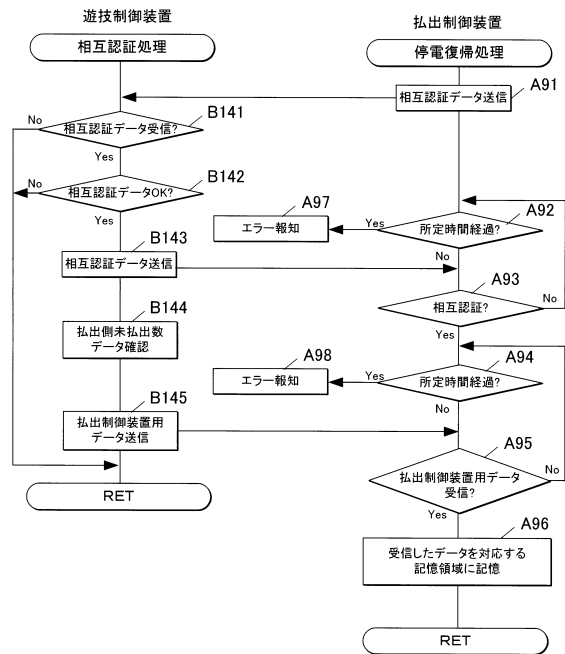 遊技制御装置
相互認証処理
B141
No
相互認証データ受信?
Yes
B142
No
相互認証データOK?
Yes
B143
相互認証データ送信
B144
払出側未払出数
データ確認
B145
払出制御装置用
データ送信
RET
払出制御装置
停電復帰処理
A91
相互認証データ送信
A97
エラー報知
Yes
A92
所定時間経過?
No
A93
相互認証?
No
Yes
A98
エラー報知
Yes
A94
所定時間経過?
No
A95
払出制御装置用データ
受信?
No
Yes
A96
受信したデータを対応する
記憶領域に記憶
RET